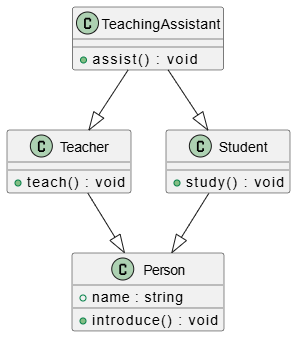 C TeachingAssistant
assist() : void
C Teacher
teach() : void
C Student
study() : void
C Person
name : string
introduce() : void